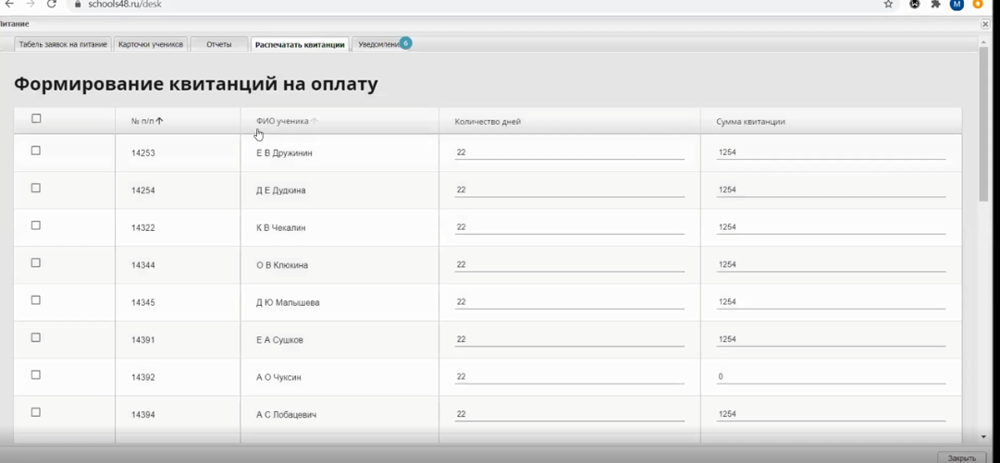 schools48.ru/desk
М
Питание
Табель заявок на питание Карточки учеников Отчеты Распечатать квитанции Уведомлени 6
Формирование квитанций на оплату
№ п/п ФИО ученика Количество дней Сумма квитанции
14253 Е В Дружинин 22 1254
14254 Д Е Дудкина 22 1254
14322 К В Чекалин 22 1254
14344 О В Клюкина 22 1254
14345 Д Ю Малышева 22 1254
14391 Е А Сушков 22 1254
14392 А О Чуксин 22 0
14394 А С Лобацевич 22 1254
Закрыть